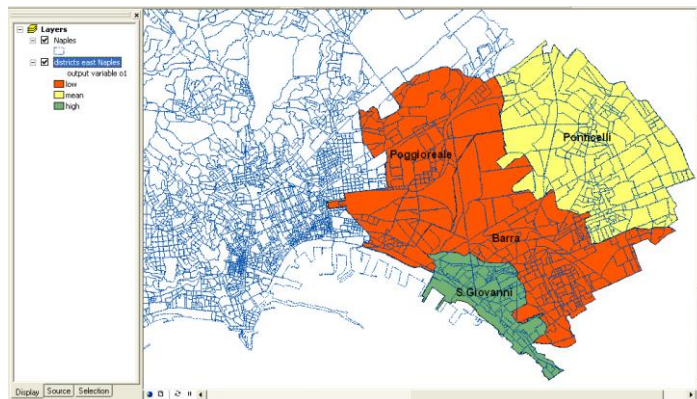 Layers
Naples
districts east Naples
output variable o1
low
mean
high
Display Source Selection
Poggioreale
Ponticelli
Barra
S.Giovanni